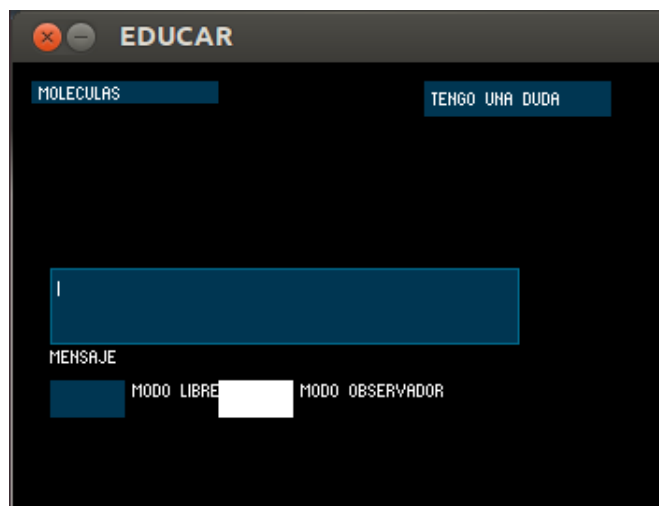 EDUCAR
MOLECULAS
TENGO UNA DUDA
MENSAJE
MODO LIBRE
MODO OBSERVADOR